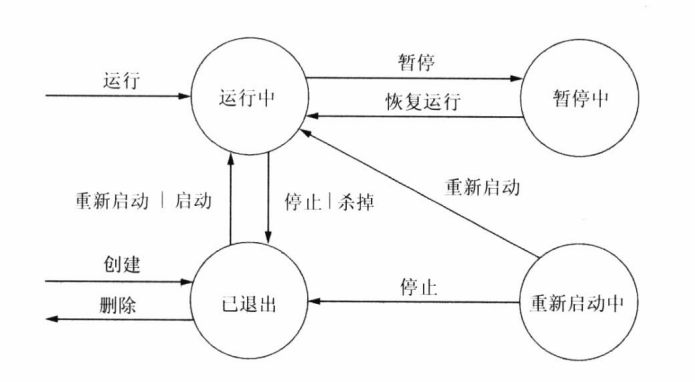 运行
运行中
暂停
恢复运行
暂停中
重新启动 | 启动
停止|杀掉
重新启动
创建
删除
已退出
停止
重新启动中